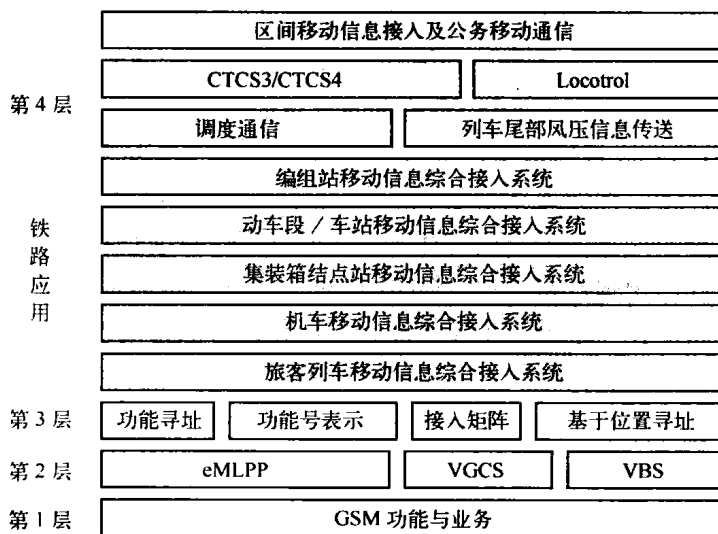 区间移动信息接入及公务移动通信
第4层
CTCS3/CTCS4
Locotrol
调度通信
列车尾部风压信息传送
编组站移动信息综合接入系统
铁路应用
动车段/车站移动信息综合接入系统
集装箱结点站移动信息综合接入系统
机车移动信息综合接入系统
旅客列车移动信息综合接入系统
第3层
功能寻址
功能号表示
接入矩阵
基于位置寻址
第2层
eMLPP
VGCS
VBS
第1层
GSM 功能与业务